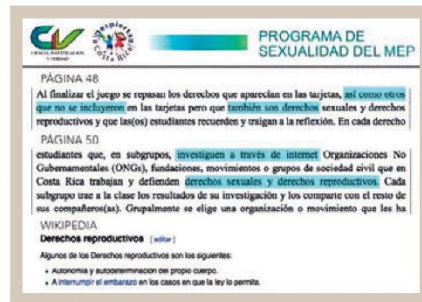 CIV
CIENCIA, INVESTIGACIÓN
Y VERDAD
Despierta
Costa Rica
PROGRAMA DE
SEXUALIDAD DEL MEP
PÁGINA 48
Al finalizar el juego se repasan los derechos que aparecían en las tarjetas, así como otros
que no se incluyeron en las tarjetas pero que también son derechos sexuales y derechos
reproductivos y que las(os) estudiantes recuerden y traigan a la reflexión. En cada derecho
PÁGINA 50
estudiantes que, en subgrupos, investiguen a través de internet Organizaciones No
Gubernamentales (ONGs), fundaciones, movimientos o grupos de sociedad civil que en
Costa Rica trabajan y defienden derechos sexuales y derechos reproductivos. Cada
subgrupo trae a la clase los resultados de su investigación y los comparte con el resto de
sus compañeros(as). Grupalmente se elige una organización o movimiento que les ha
WIKIPEDIA
Derechos reproductivos [editar]
Algunos de los Derechos reproductivos son los siguientes:
• Autonomía y autodeterminación del propio cuerpo.
• A interrumpir el embarazo en los casos en que la ley lo permita.